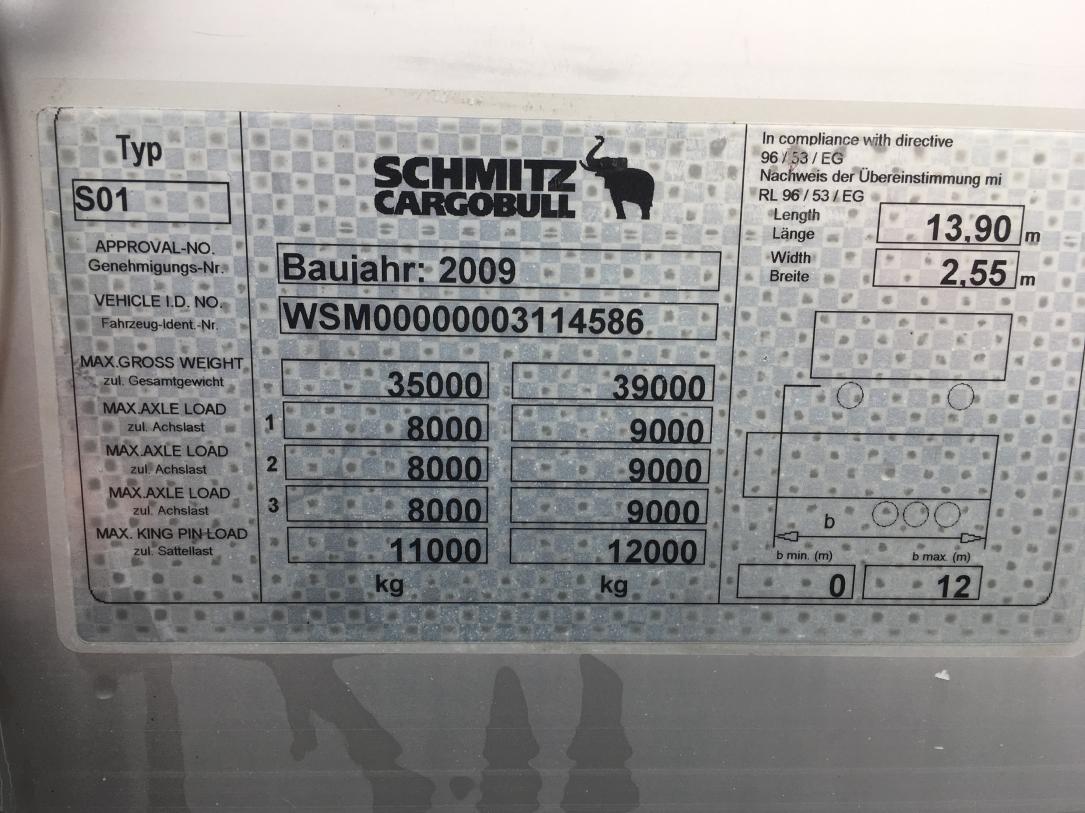 Typ
S01
SCHMITZ
CARGOBULL
APPROVAL-NO.
Genehmigungs-Nr.
Baujahr: 2009
VEHICLE I.D. NO.
Fahrzeug-Ident.-Nr.
WSM00000003114586
MAX.GROSS WEIGHT
zul. Gesamtgewicht
35000 39000
MAX.AXLE LOAD
zul. Achslast
1 8000 9000
MAX.AXLE LOAD
zul. Achslast
2 8000 9000
MAX.AXLE LOAD
zul. Achslast
3 8000 9000
MAX. KING PIN-LOAD
zul. Sattellast
11000 12000
kg kg
In compliance with directive
96 / 53 / EG
Nachweis der Übereinstimmung mi
RL 96 / 53 / EG
Length
Länge
13,90 m
Width
Breite
2,55 m
b
b min. (m) b max. (m)
0 12